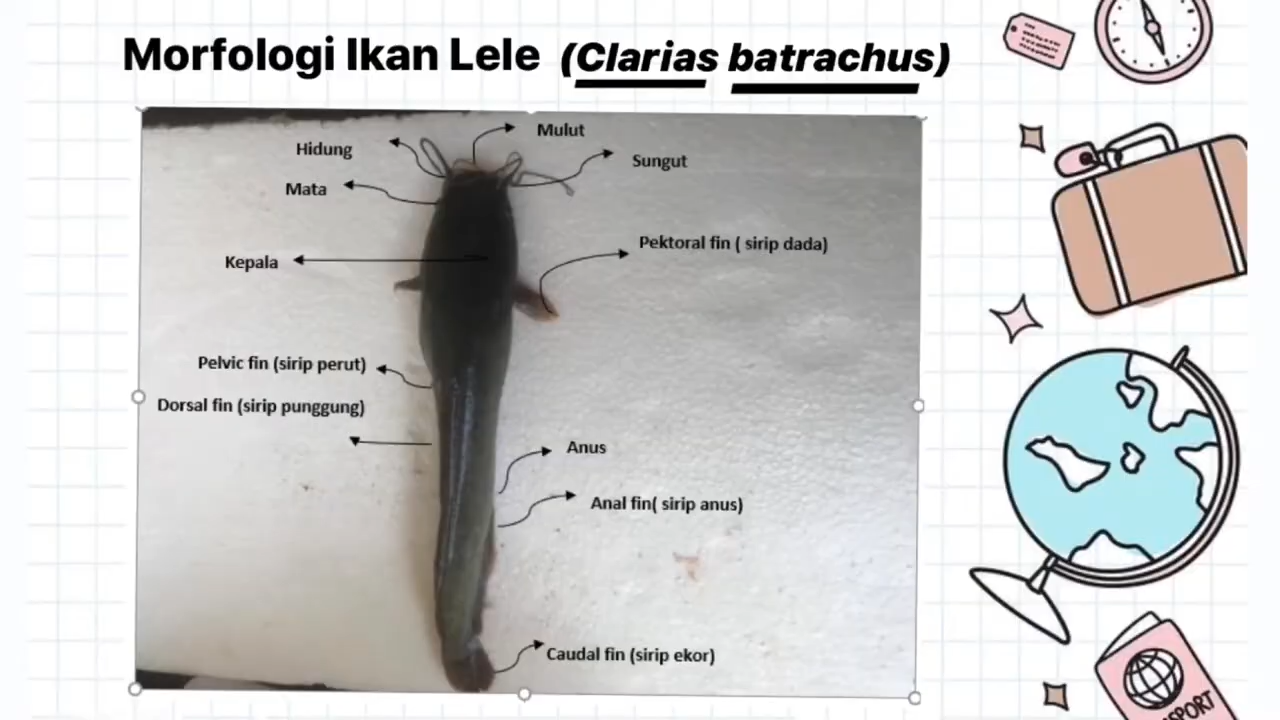 Morfologi Ikan Lele (Clarias batrachus)
Mulut
Hidung
Sungut
Mata
Pektoral fin ( sirip dada)
Kepala
Pelvic fin (sirip perut)
Dorsal fin (sirip punggung)
Anus
Anal fin( sirip anus)
Caudal fin (sirip ekor)